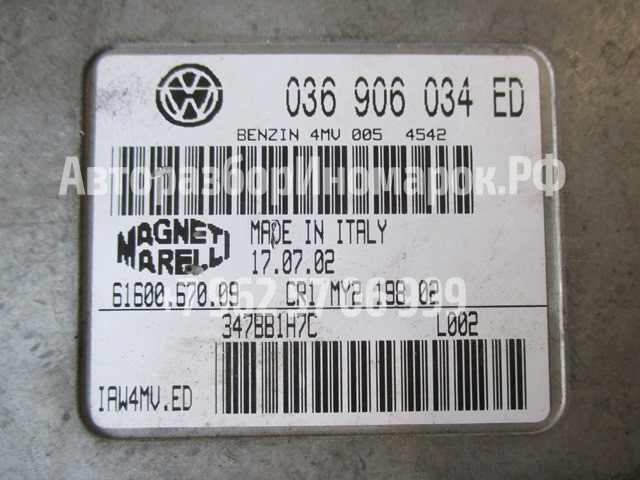 036 906 034 ED
BENZIN 4MV 005 4542
АвторазборИномарок.РФ
MAGNETI MARELLI
MADE IN ITALY
17.07.02
61600.670.09 CR1 MY2 198 02
347BB1H7C L002
IAW4MV.ED